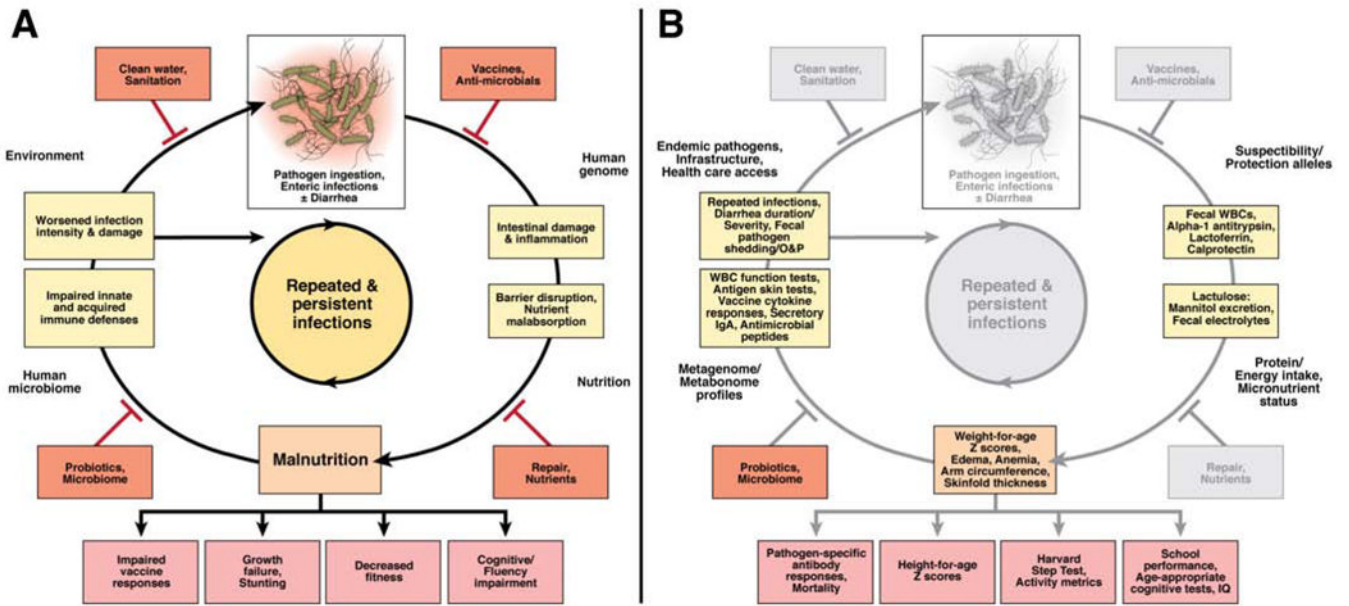 A
Clean water,
Sanitation
Vaccines,
Anti-microbials
Pathogen ingestion,
Enteric infections
± Diarrhea
Environment
Human
genome
Worsened infection
intensity & damage
Intestinal damage
& inflammation
Impaired innate
and acquired
immune defenses
Repeated &
persistent
infections
Barrier disruption,
Nutrient
malabsorption
Human
microbiome
Nutrition
Probiotics,
Microbiome
Malnutrition
Repair,
Nutrients
Impaired
vaccine
responses
Growth
failure,
Stunting
Decreased
fitness
Cognitive/
Fluency
impairment
B
Clean water,
Sanitation
Vaccines,
Anti-microbials
Pathogen ingestion,
Enteric infections
± Diarrhea
Endemic pathogens,
Infrastructure,
Health care access
Suspectibility/
Protection alleles
Repeated infections,
Diarrhea duration/
Severity, Fecal
pathogen
shedding/O&P
Fecal WBCs,
Alpha-1 antitrypsin,
Lactoferrin,
Calprotectin
WBC function tests,
Antigen skin tests,
Vaccine cytokine
responses, Secretory
IgA, Antimicrobial
peptides
Repeated &
persistent
infections
Lactulose:
Mannitol excretion,
Fecal electrolytes
Metagenome/
Metabonome
profiles
Protein/
Energy intake,
Micronutrient
status
Probiotics,
Microbiome
Weight-for-age
Z scores,
Edema, Anemia,
Arm circumference,
Skinfold thickness
Repair,
Nutrients
Pathogen-specific
antibody
responses,
Mortality
Height-for-age
Z scores
Harvard
Step Test,
Activity metrics
School
performance,
Age-appropriate
cognitive tests, IQ